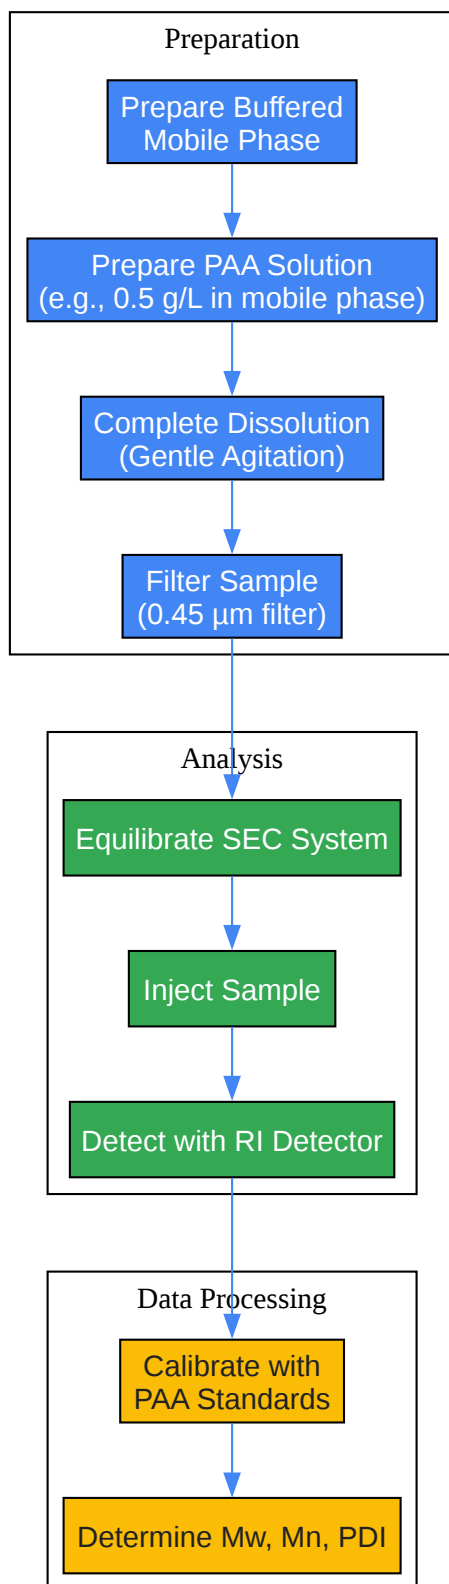 Preparation
Prepare Buffered
Mobile Phase
Prepare PAA Solution
(e.g., 0.5 g/L in mobile phase)
Complete Dissolution
(Gentle Agitation)
Filter Sample
(0.45 µm filter)
Analysis
Equilibrate SEC System
Inject Sample
Detect with RI Detector
Data Processing
Calibrate with
PAA Standards
Determine Mw, Mn, PDI